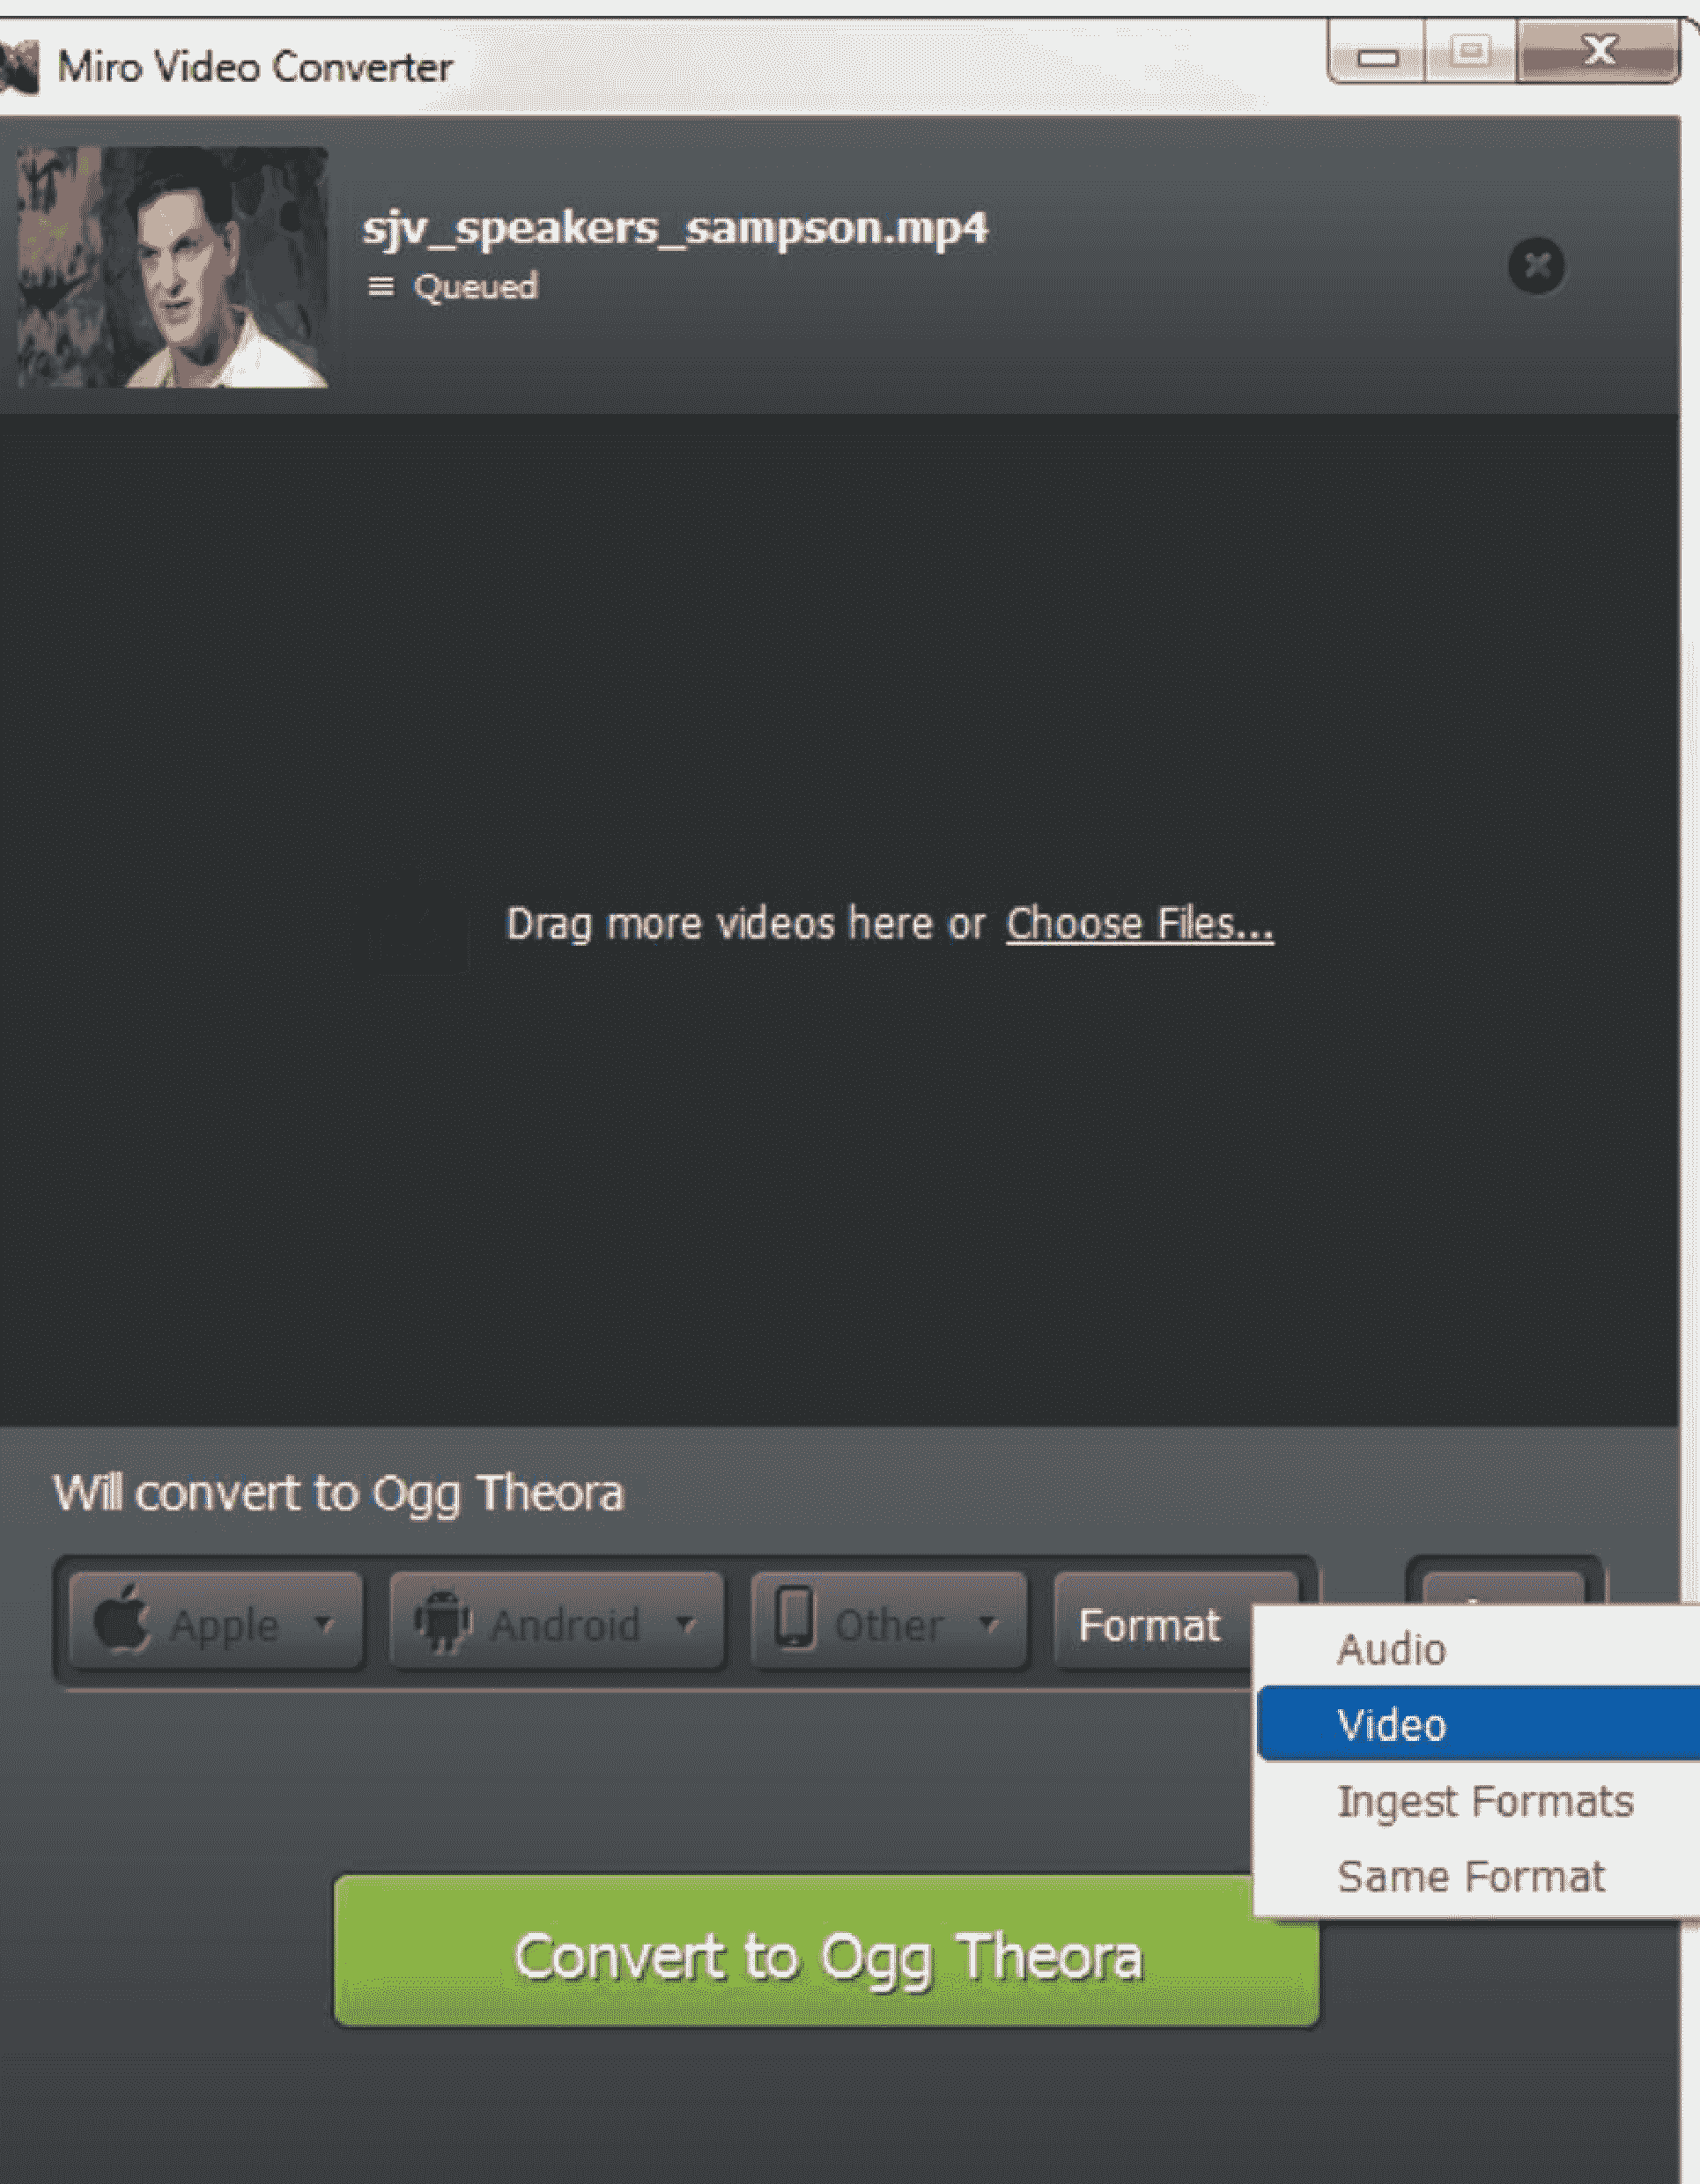 Miro Video Converter
sjv_speakers_sampson.mp4
Queued
Drag more videos here or Choose Files...
Will convert to Ogg Theora
Apple Android Other Format
Audio
Video
Ingest Formats
Same Format
Convert to Ogg Theora